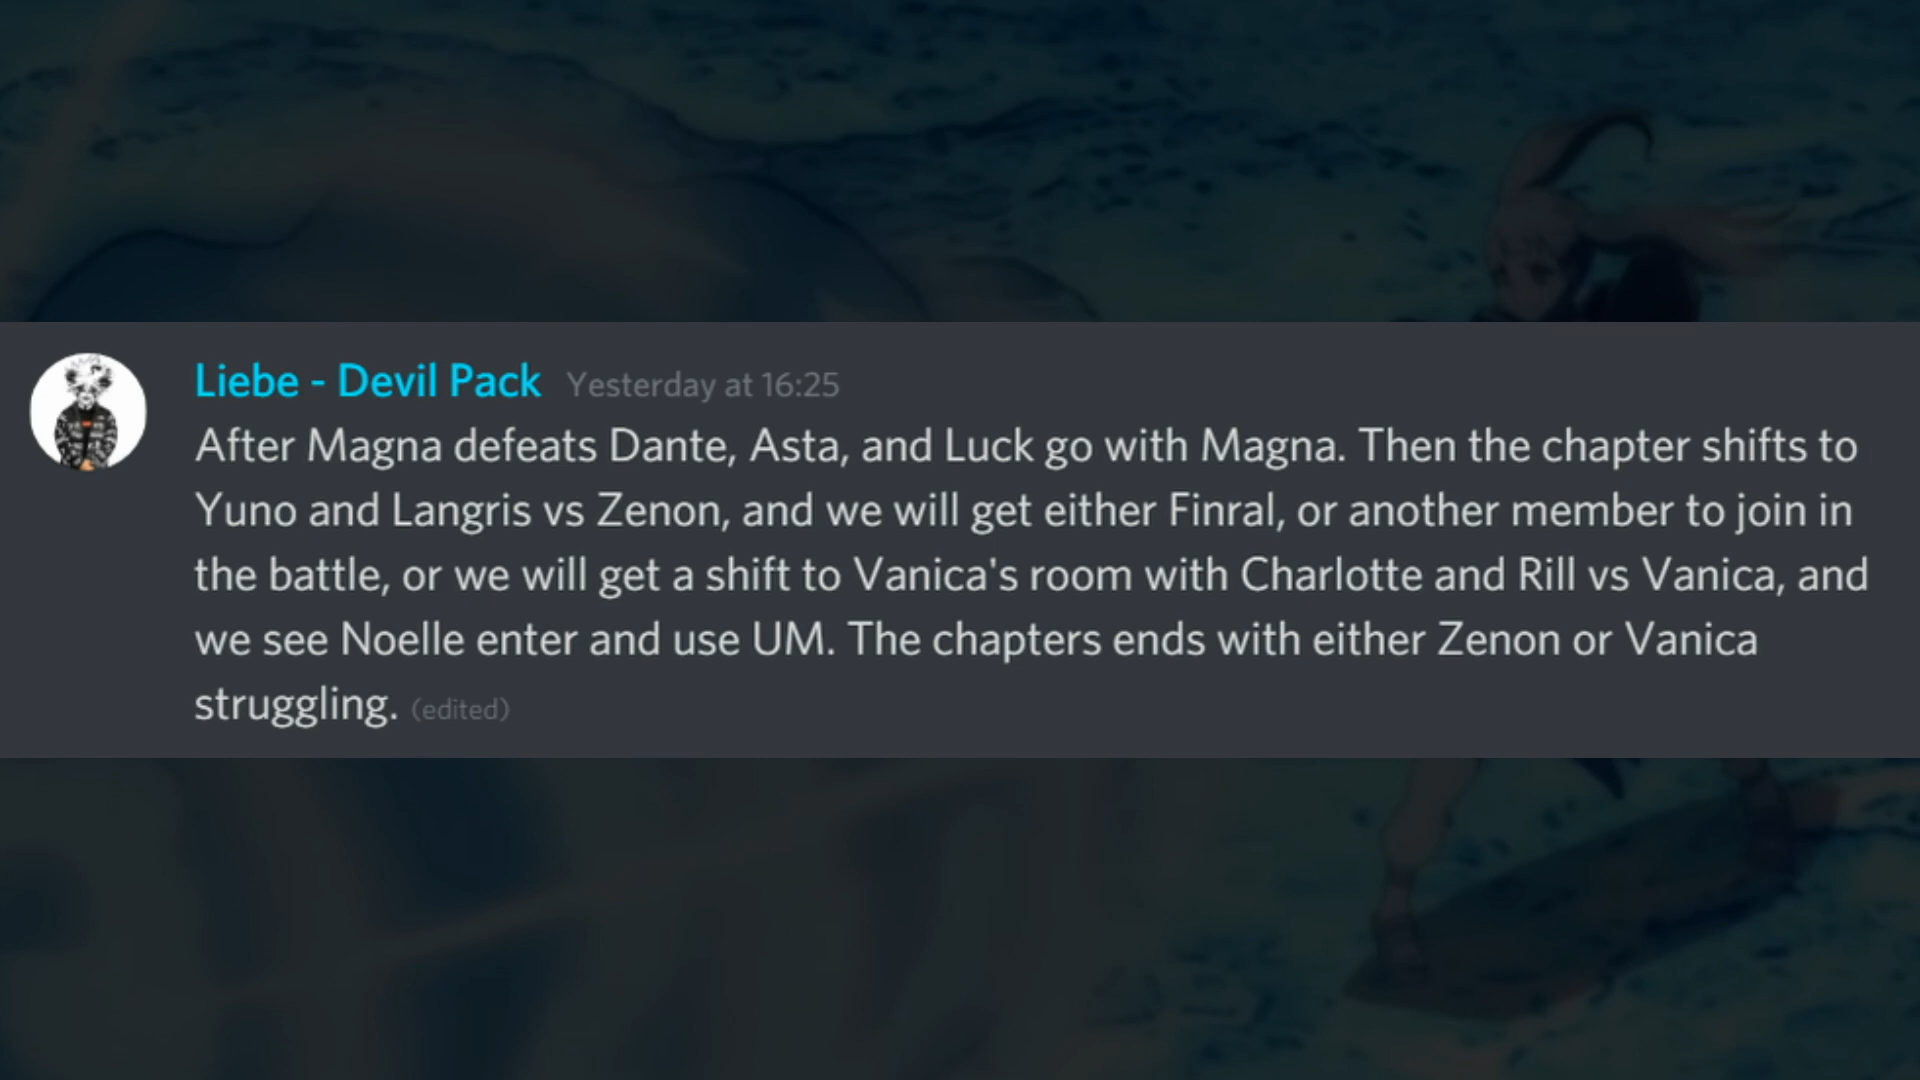 Liebe - Devil Pack Yesterday at 16:25
After Magna defeats Dante, Asta, and Luck go with Magna. Then the chapter shifts to
Yuno and Langris vs Zenon, and we will get either Finral, or another member to join in
the battle, or we will get a shift to Vanica's room with Charlotte and Rill vs Vanica, and
we see Noelle enter and use UM. The chapters ends with either Zenon or Vanica
struggling. (edited)